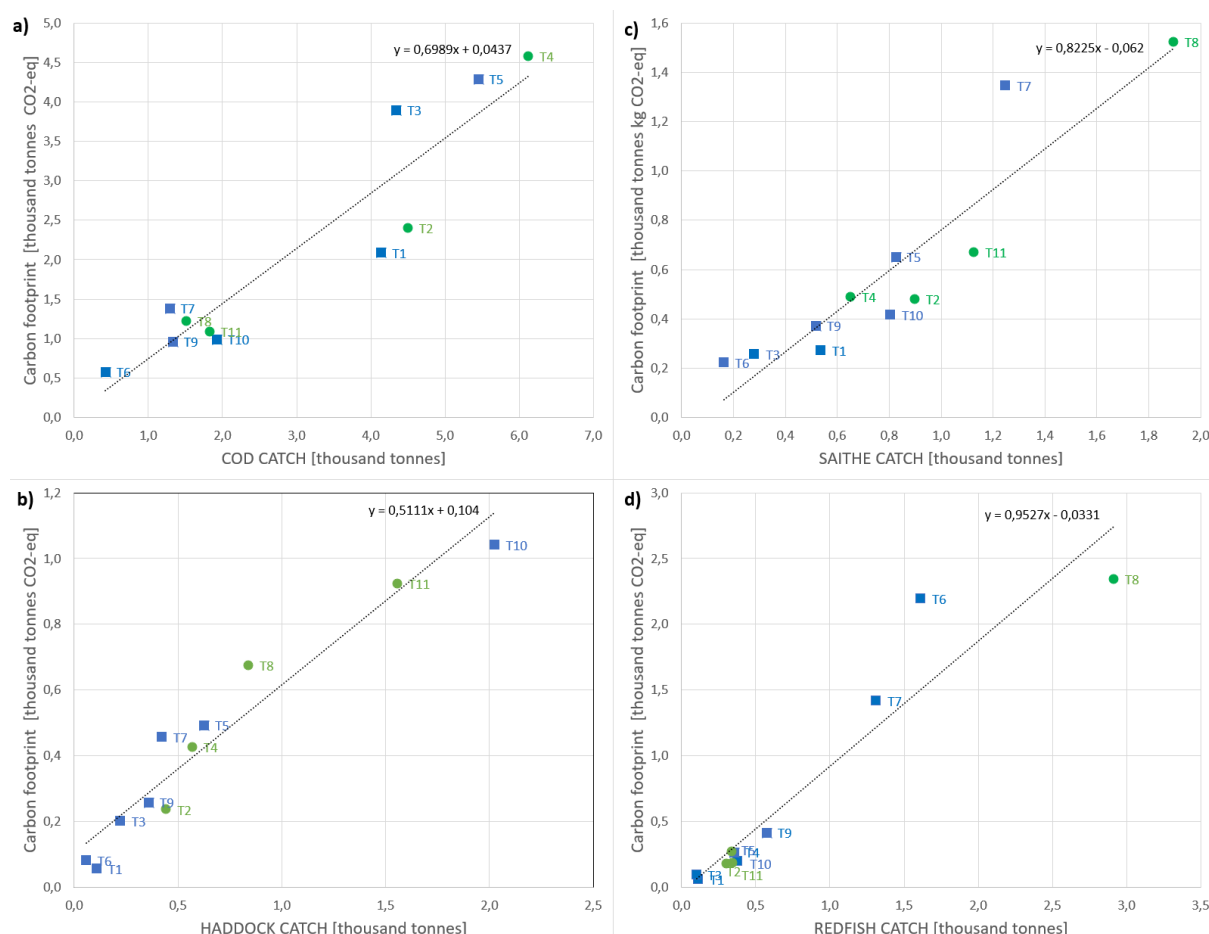 a)
Carbon footprint [thousand tonnes CO2-eq]
5,0
4,5
4,0
3,5
3,0
2,5
2,0
1,5
1,0
0,5
0,0
y = 0,6989x + 0,0437
T4
T5
T3
T2
T1
T7
T8
T11
T9
T10
T6
0,0 1,0 2,0 3,0 4,0 5,0 6,0 7,0
COD CATCH [thousand tonnes]
c)
Carbon footprint [thousand tonnes kg CO2-eq]
1,6
1,4
1,2
1,0
0,8
0,6
0,4
0,2
0,0
y = 0,8225x - 0,062
T8
T7
T11
T5
T4
T2
T10
T9
T1
T3
T6
0,0 0,2 0,4 0,6 0,8 1,0 1,2 1,4 1,6 1,8 2,0
SAITHE CATCH [thousand tonnes]
b)
Carbon footprint [thousand tonnes CO2-eq]
1,2
1,0
0,8
0,6
0,4
0,2
0,0
y = 0,5111x + 0,104
T10
T11
T8
T5
T7
T4
T9
T2
T3
T6
T1
0,0 0,5 1,0 1,5 2,0 2,5
HADDOCK CATCH [thousand tonnes]
d)
Carbon footprint [thousand tonnes CO2-eq]
3,0
2,5
2,0
1,5
1,0
0,5
0,0
y = 0,9527x - 0,0331
T8
T6
T7
T9
T5
T4
T10
T2
T11
T3
T1
0,0 0,5 1,0 1,5 2,0 2,5 3,0 3,5
REDFISH CATCH [thousand tonnes]